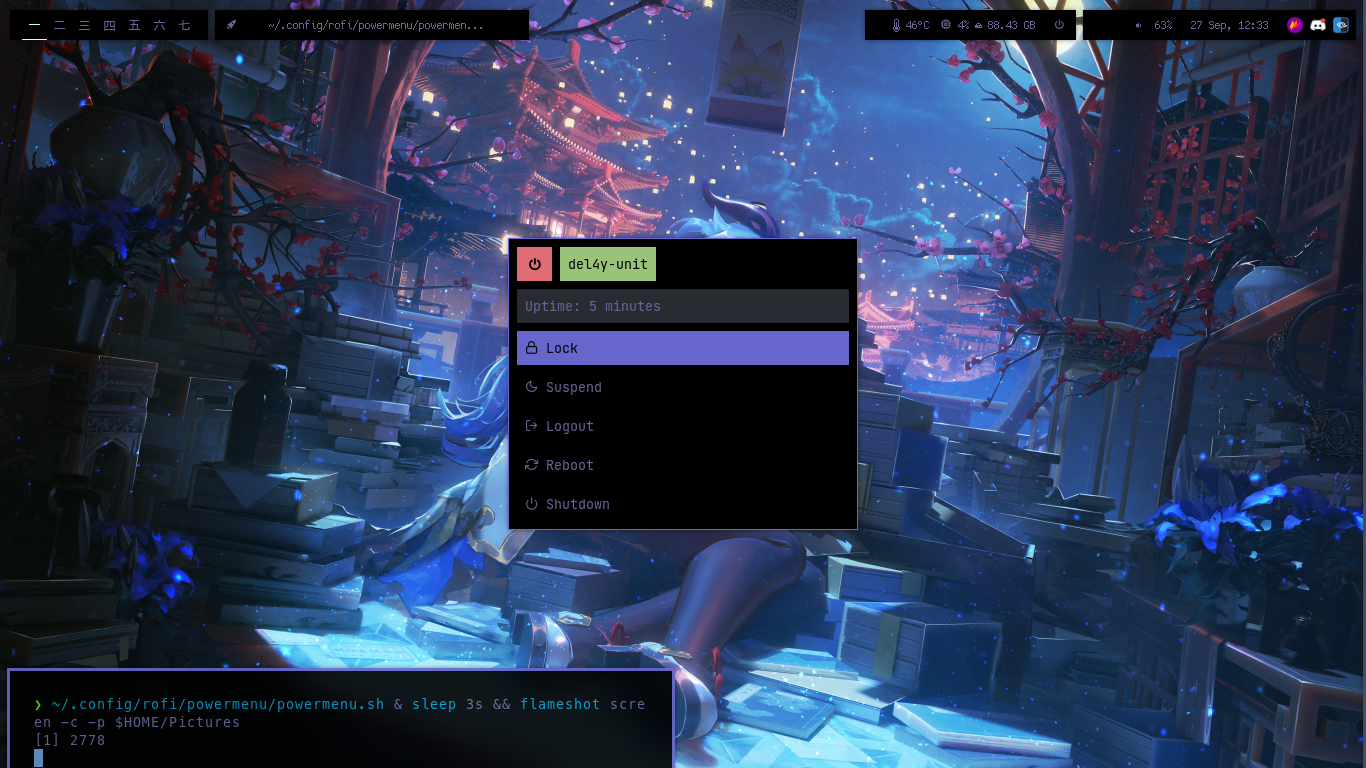 一 二 三 四 五 六 七
~/.config/rofi/powermenu/powermen...
46°C 4% 88.43 GB
63% 27 Sep, 12:33
del4y-unit
Uptime: 5 minutes
Lock
Suspend
Logout
Reboot
Shutdown
❯ ~/.config/rofi/powermenu/powermenu.sh & sleep 3s && flameshot scre
en -c -p $HOME/Pictures
[1] 2778